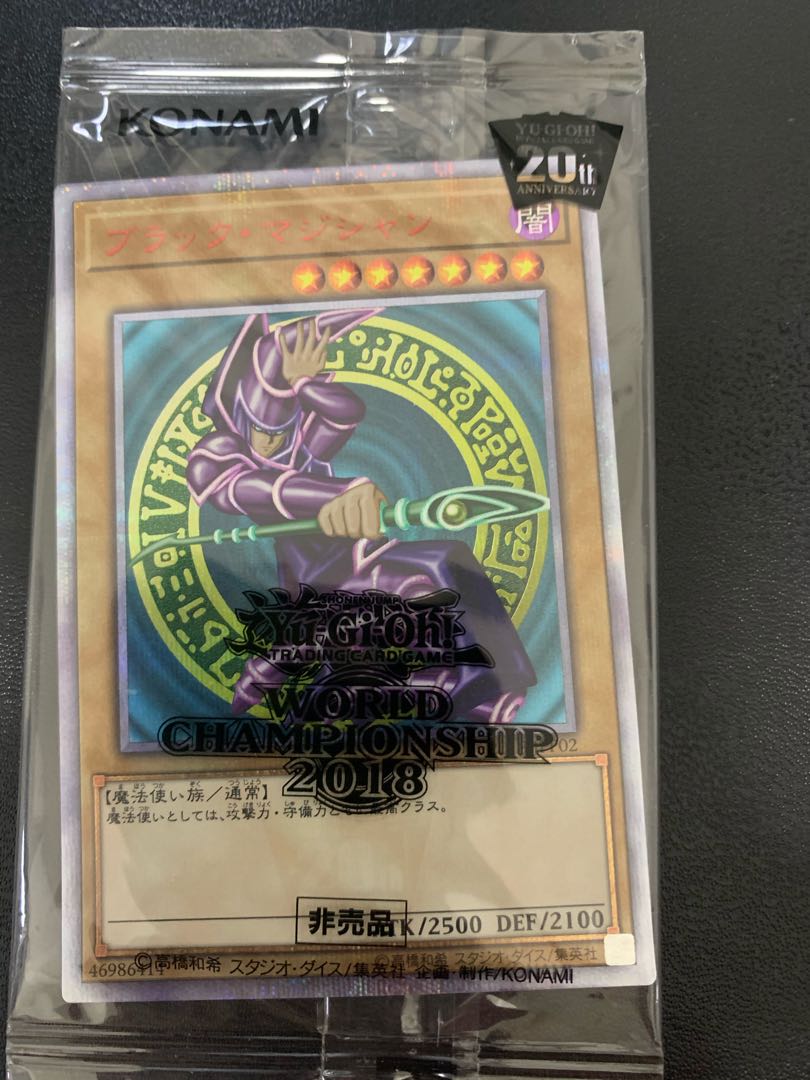 KONAMI
YU-GI-OH!
20th
ANNIVERSARY
ブラック・マジシャン
闇
SHONEN JUMP
Yu-Gi-Oh!
TRADING CARD GAME
WORLD
CHAMPIONSHIP
2018
P02
【魔法使い族／通常】
魔法使いとしては、攻撃力・守備力ともに最高クラス。
非売品
TK/2500 DEF/2100
46986414
©高橋和希 スタジオ・ダイス/集英社 企画・制作/KONAMI
©高橋和希 スタジオ・ダイス/集英社